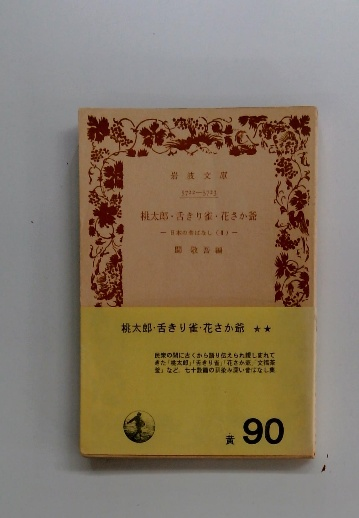 岩波文庫
桃太郎・舌きり雀・花さか爺
― 日本の昔ばなし(Ⅱ) ―
関敬吾編
桃太郎・舌きり雀・花さか爺 ★★
民衆の間に古くから語り伝えられ親しまれて
きた「桃太郎」「舌きり雀」「花さか爺」「文福茶
釜」など,七十数篇の昔ばなし集
黄 90